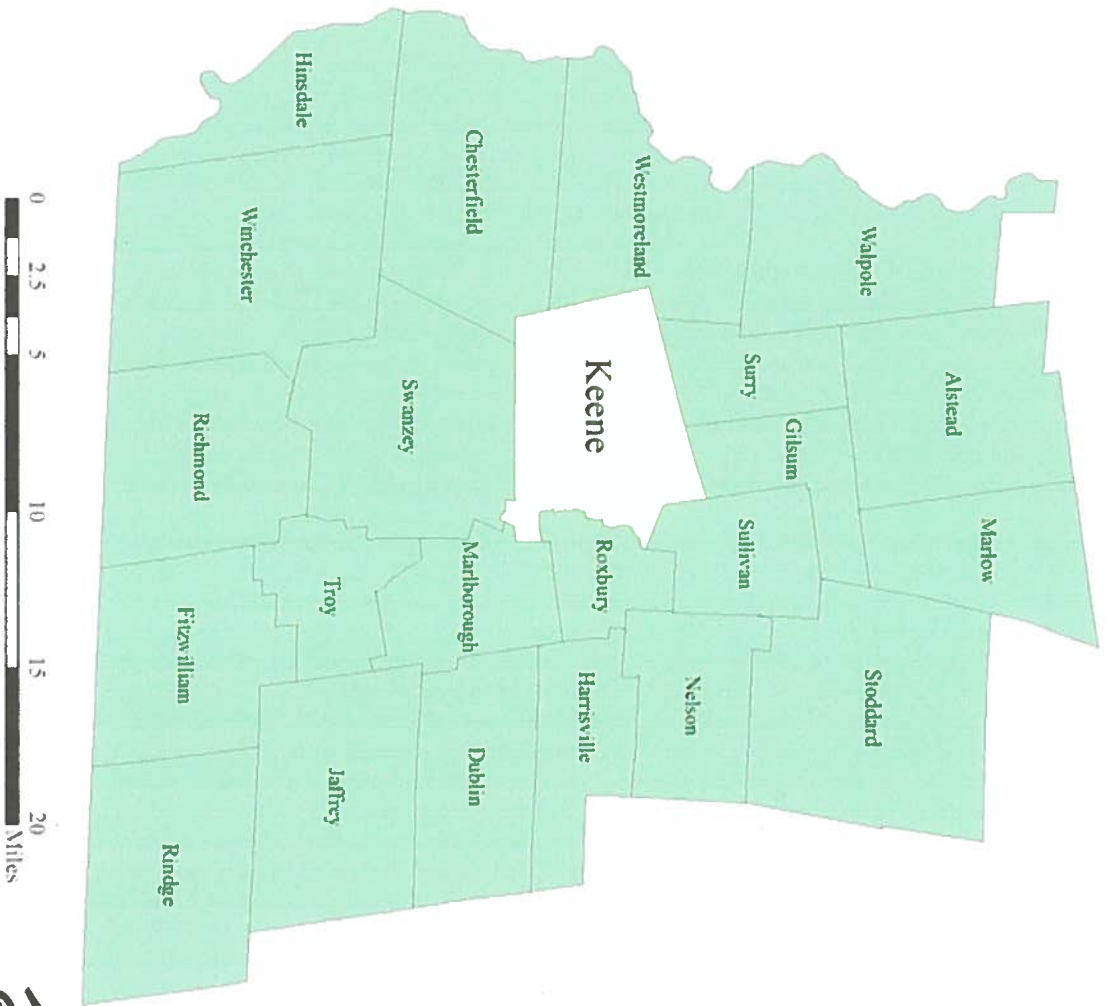 Marlow
Alstead
Stoddard
Walpole
Gilsum
Surry
Sullivan
Nelson
Westmoreland
Roxbury
Keene
Harrisville
Chesterfield
Dublin
Marlborough
Swanzey
Jaffrey
Troy
Hinsdale
Winchester
Richmond
Fitzwilliam
Rindge
0 2.5 5 10 15 20
Miles